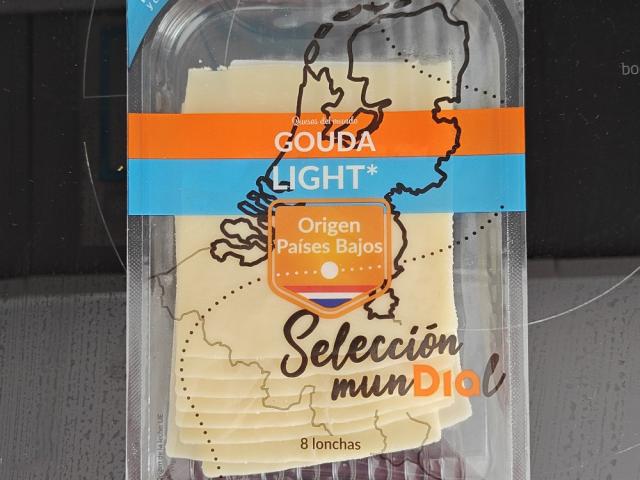 Quesos del mundo
GOUDA
LIGHT*
Origen
Países Bajos
Selección
munDIal
8 lonchas